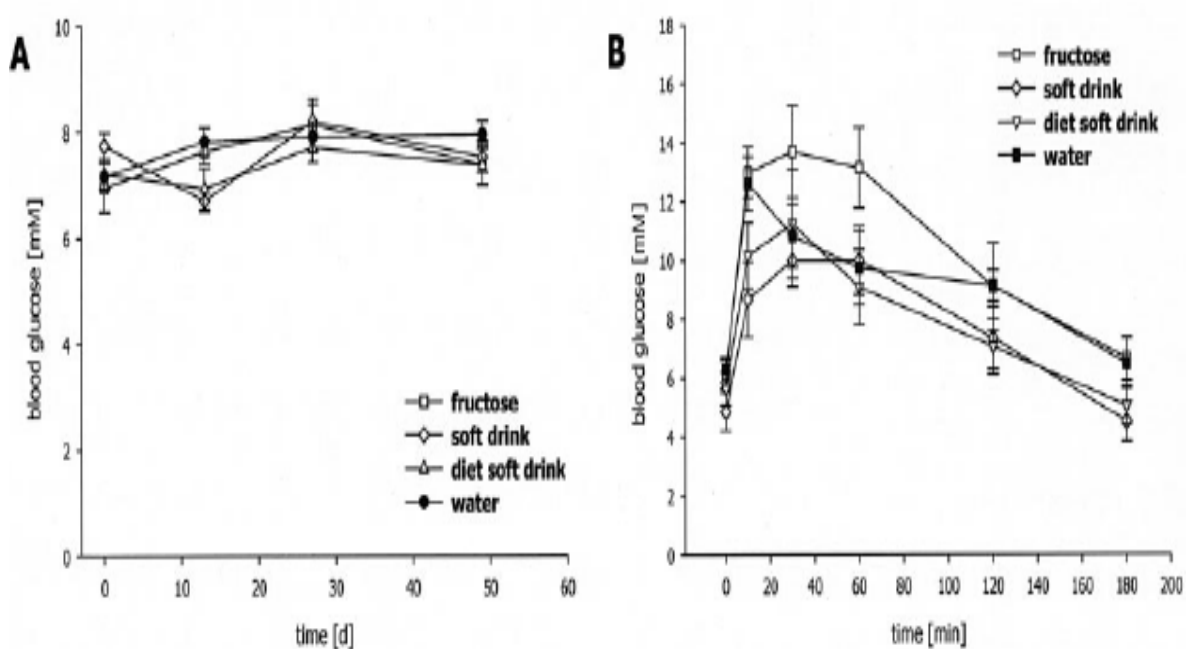 A
blood glucose [mM]
10
8
6
4
2
0
fructose
soft drink
diet soft drink
water
0 10 20 30 40 50 60
time [d]
B
blood glucose [mM]
18
16
14
12
10
8
6
4
2
0
fructose
soft drink
diet soft drink
water
0 20 40 60 80 100 120 140 160 180 200
time [min]